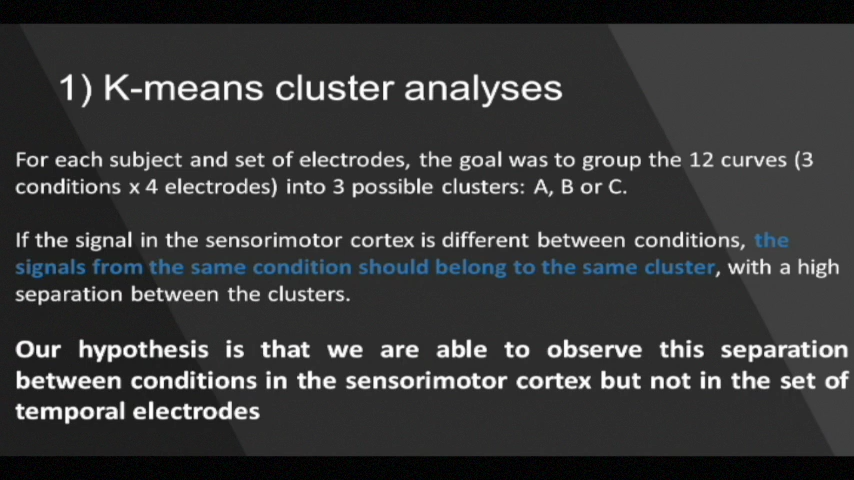 1) K-means cluster analyses
For each subject and set of electrodes, the goal was to group the 12 curves (3
conditions x 4 electrodes) into 3 possible clusters: A, B or C.
If the signal in the sensorimotor cortex is different between conditions, the
signals from the same condition should belong to the same cluster, with a high
separation between the clusters.
Our hypothesis is that we are able to observe this separation
between conditions in the sensorimotor cortex but not in the set of
temporal electrodes